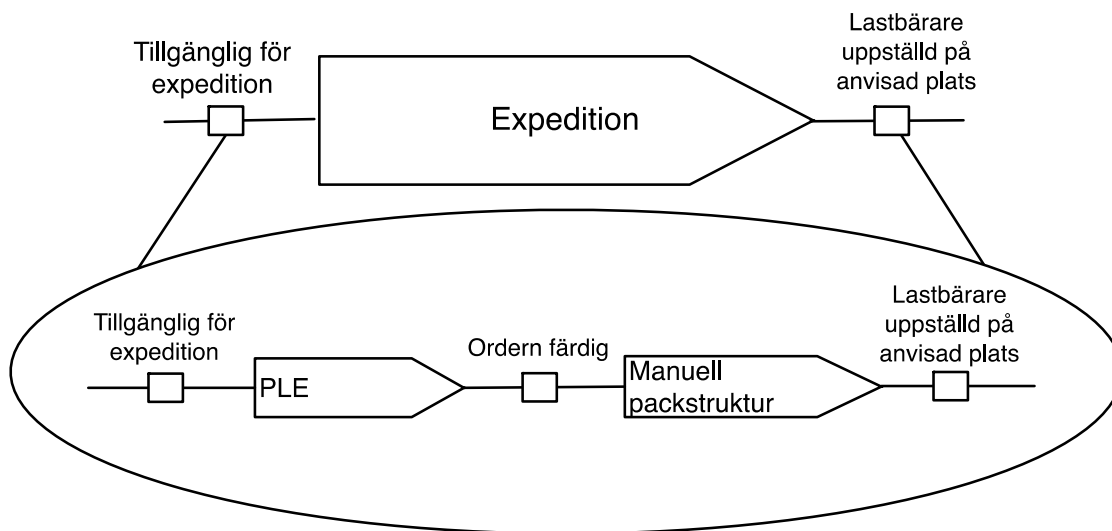 Tillgänglig för
expedition
Expedition
Lastbärare
uppställd på
anvisad plats
Tillgänglig för
expedition
PLE
Ordern färdig
Manuell
packstruktur
Lastbärare
uppställd på
anvisad plats